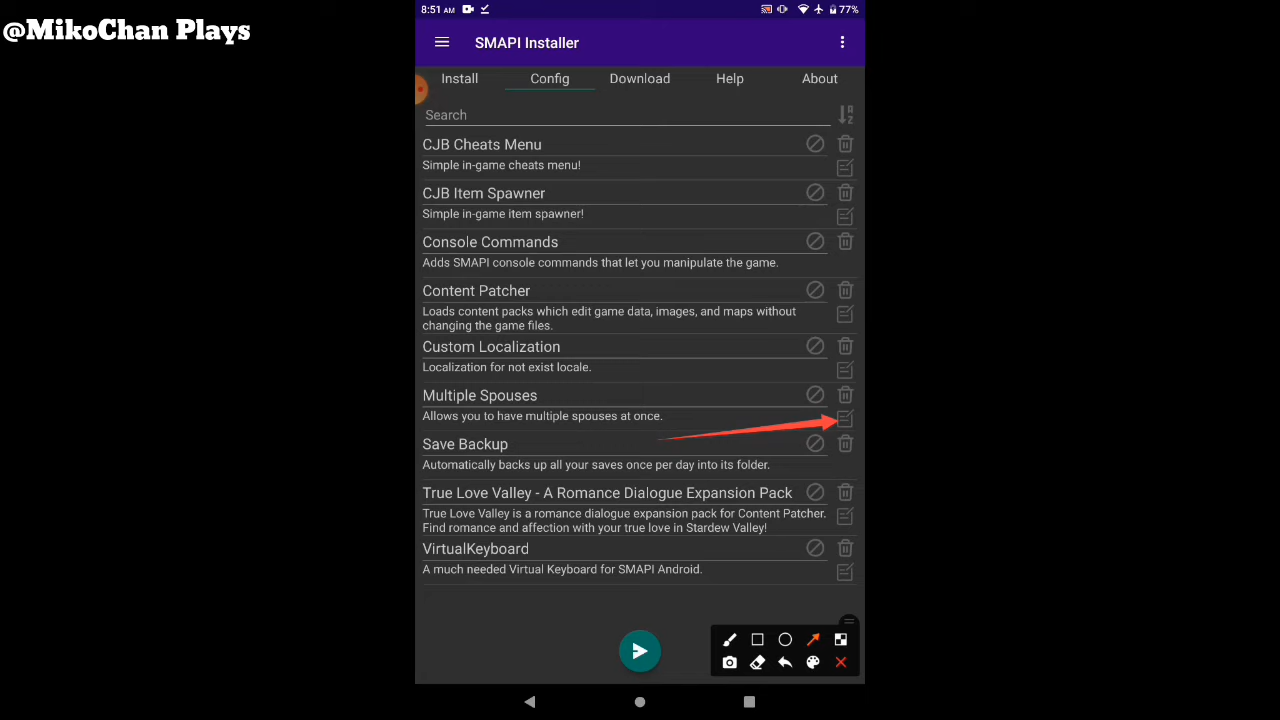 @MikoChan Plays
8:51 AM
77%
SMAPI Installer
Install Config Download Help About
Search
CJB Cheats Menu
Simple in-game cheats menu!
CJB Item Spawner
Simple in-game item spawner!
Console Commands
Adds SMAPI console commands that let you manipulate the game.
Content Patcher
Loads content packs which edit game data, images, and maps without
changing the game files.
Custom Localization
Localization for not exist locale.
Multiple Spouses
Allows you to have multiple spouses at once.
Save Backup
Automatically backs up all your saves once per day into its folder.
True Love Valley - A Romance Dialogue Expansion Pack
True Love Valley is a romance dialogue expansion pack for Content Patcher.
Find romance and affection with your true love in Stardew Valley!
VirtualKeyboard
A much needed Virtual Keyboard for SMAPI Android.